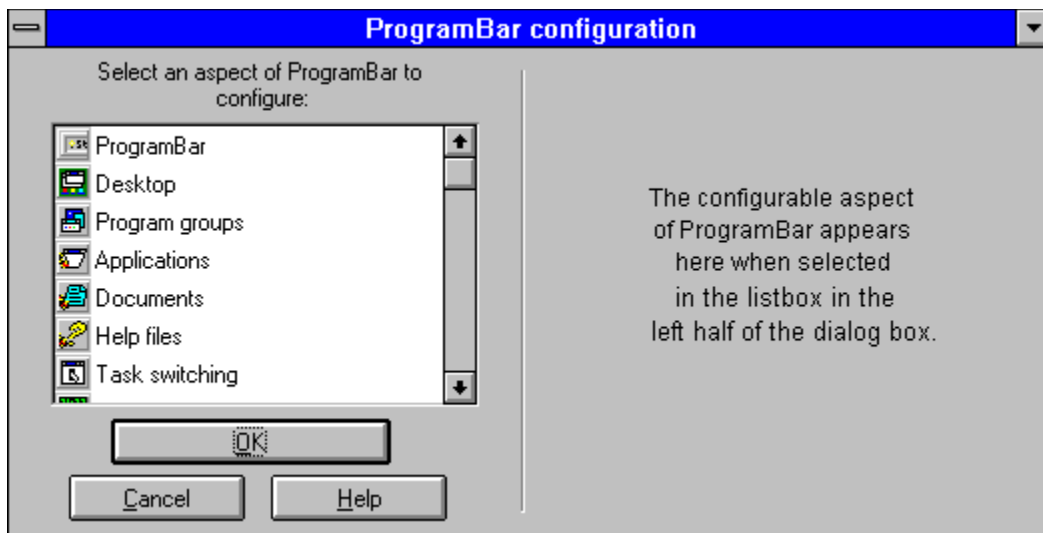 ProgramBar configuration
Select an aspect of ProgramBar to
configure:
ProgramBar
Desktop
Program groups
Applications
Documents
Help files
Task switching
OK
Cancel
Help
The configurable aspect
of ProgramBar appears
here when selected
in the listbox in the
left half of the dialog box.